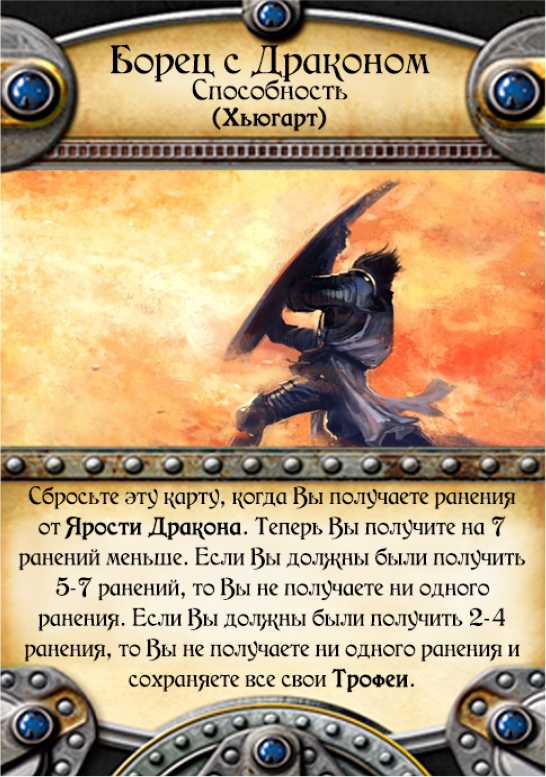 Борец с Драконом
Способность
(Хьюгарт)
Сбросьте эту карту, когда Вы получаете ранения
от Ярости Дракона. Теперь Вы получите на 7
ранений меньше. Если Вы должны были получить
5-7 ранений, то Вы не получаете ни одного
ранения. Если Вы должны были получить 2-4
ранения, то Вы не получаете ни одного ранения и
сохраняете все свои Трофеи.